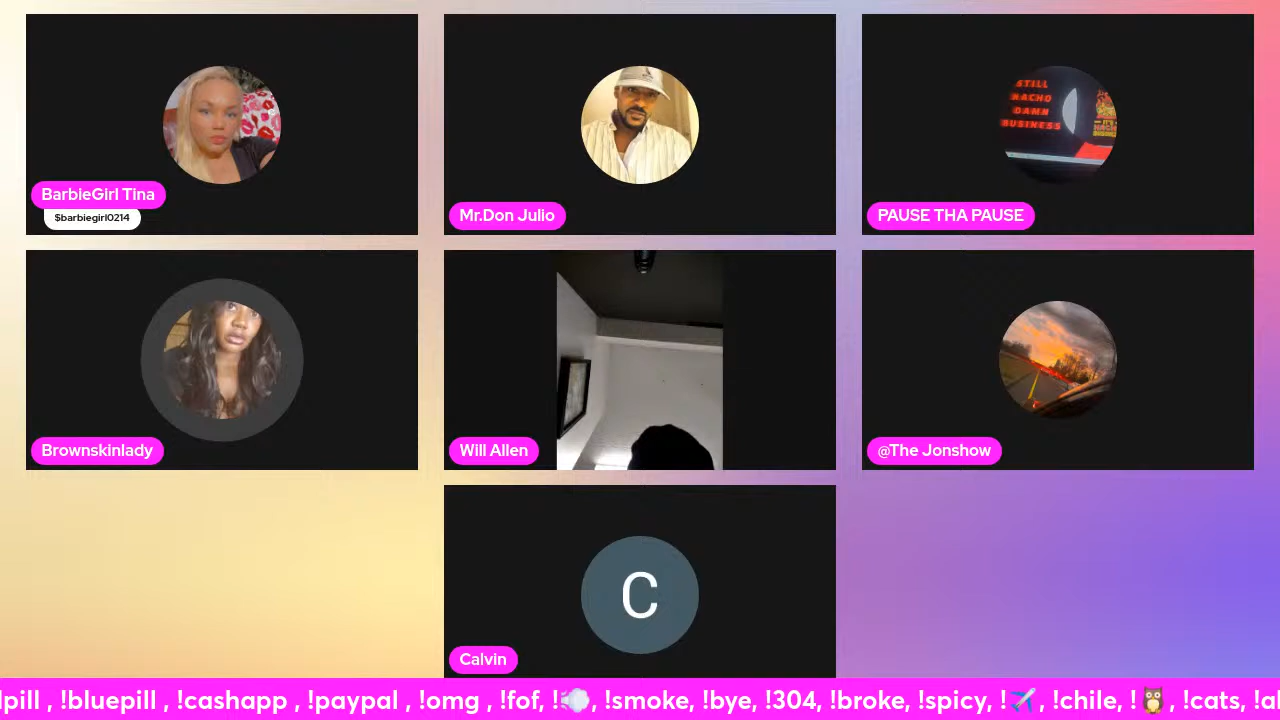 STILL
NACHO
DAMN
BUSINESS
BarbieGirl Tina
$barbiegirl0214
Mr.Don Julio
PAUSE THA PAUSE
Brownskinlady
Will Allen
@The Jonshow
C
Calvin
pill , !bluepill , !cashapp , !paypal , !omg , !fof, !💨, !smoke, !bye, !304, !broke, !spicy, !✈️, !chile, !🦉, !cats, !